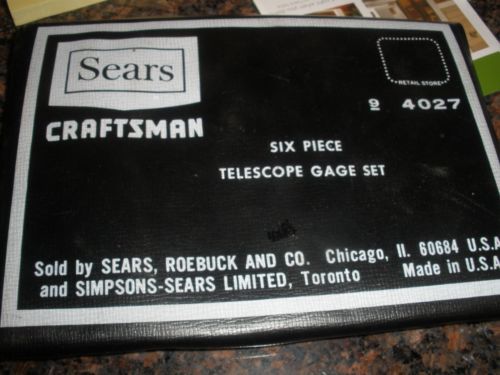 Sears
RETAIL STORE
CRAFTSMAN
9 4027
SIX PIECE
TELESCOPE GAGE SET
Sold by SEARS, ROEBUCK AND CO. Chicago, Il. 60684 U.S.A
and SIMPSONS-SEARS LIMITED, Toronto Made in U.S.A